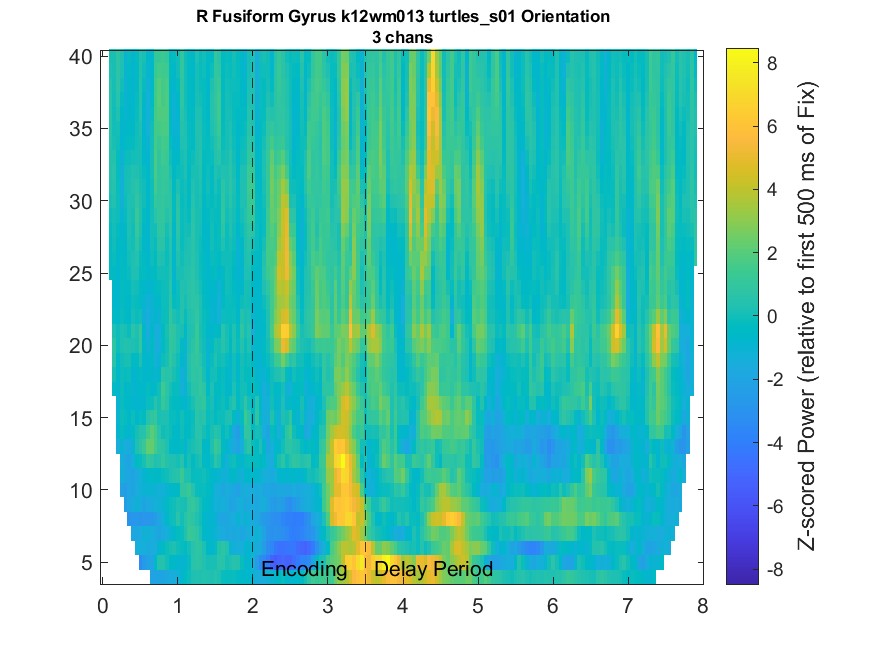 R Fusiform Gyrus k12wm013 turtles_s01 Orientation
3 chans
40
35
30
25
20
15
10
5
Encoding
Delay Period
0 1 2 3 4 5 6 7 8
8
6
4
2
0
-2
-4
-6
-8
Z-scored Power (relative to first 500 ms of Fix)